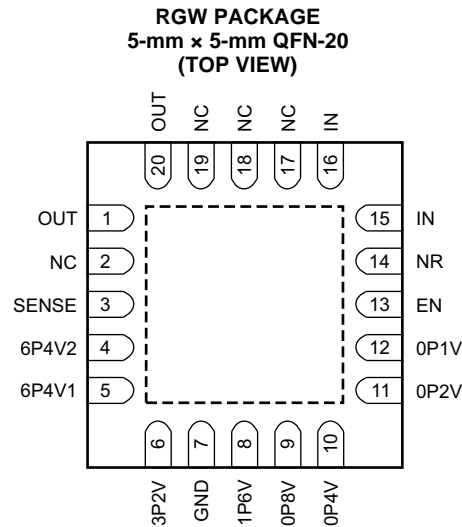 RGW PACKAGE
5-mm × 5-mm QFN-20
(TOP VIEW)
OUT
NC
NC
NC
IN
20
19
18
17
16
OUT 1
15 IN
NC 2
14 NR
SENSE 3
13 EN
6P4V2 4
12 0P1V
6P4V1 5
11 0P2V
6
7
8
9
10
3P2V
GND
1P6V
0P8V
0P4V